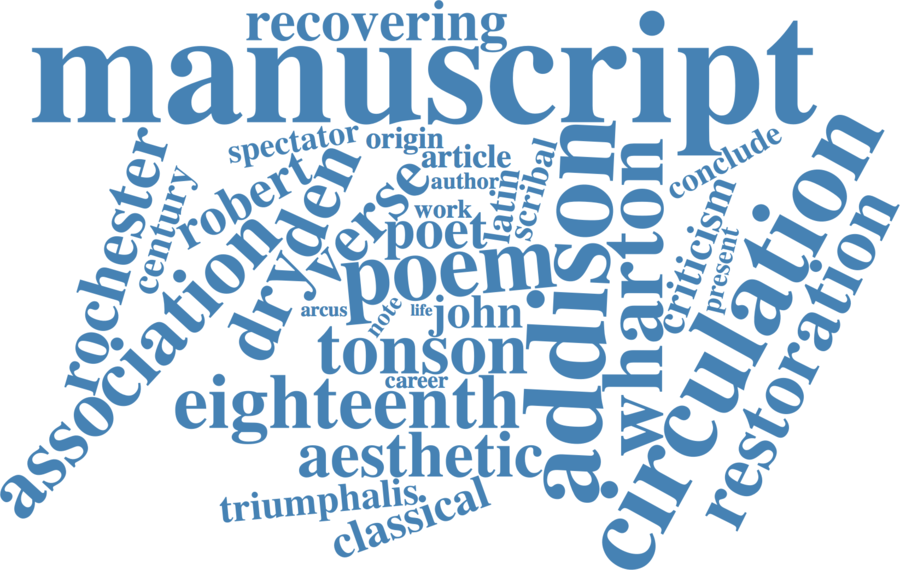 recovering
manuscript
spectator
origin
article
author
latin
scribal
conclude
rochester
century
robert
dryden
verse
work
poet
poem
addison
wharton
criticism
present
circulation
restoration
association
arcus
note
life
john
tonson
career
eighteenth
aesthetic
triumphalis
classical